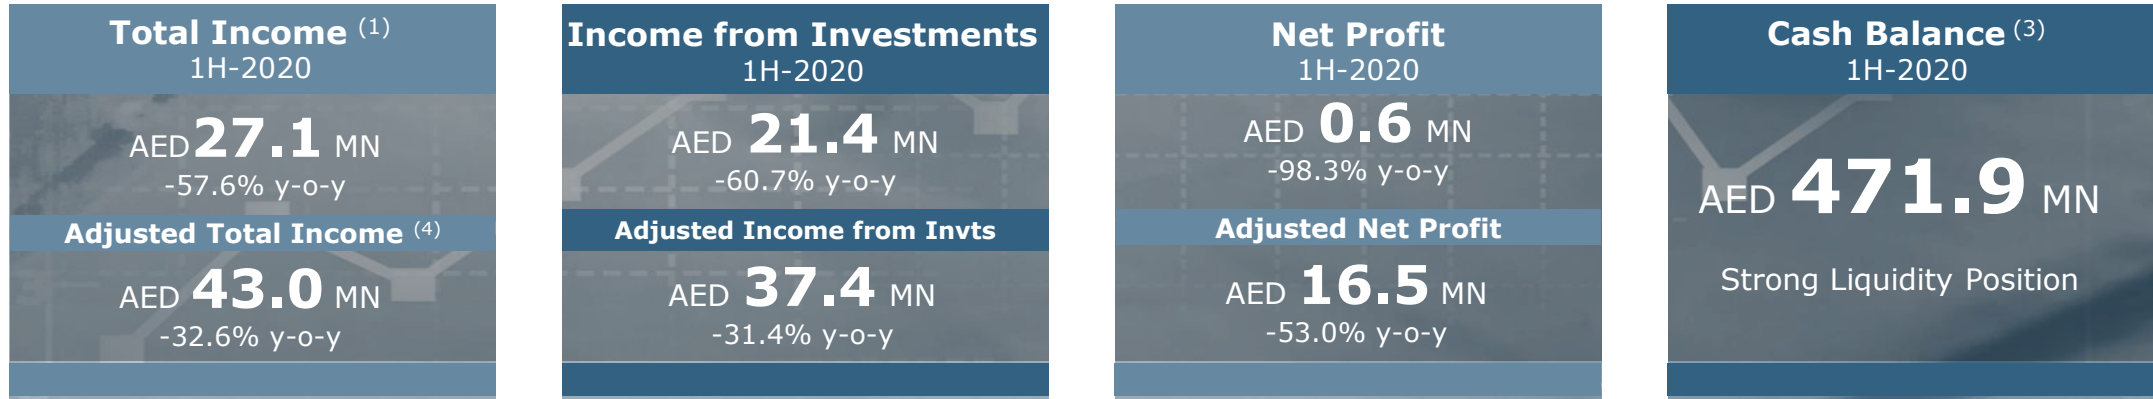 Total Income (1)
1H-2020
AED 27.1 MN
-57.6% y-o-y
Adjusted Total Income (4)
AED 43.0 MN
-32.6% y-o-y
Income from Investments
1H-2020
AED 21.4 MN
-60.7% y-o-y
Adjusted Income from Invts
AED 37.4 MN
-31.4% y-o-y
Net Profit
1H-2020
AED 0.6 MN
-98.3% y-o-y
Adjusted Net Profit
AED 16.5 MN
-53.0% y-o-y
Cash Balance (3)
1H-2020
AED 471.9 MN
Strong Liquidity Position